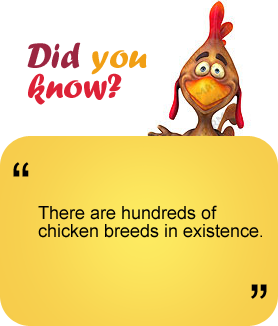 Did you
know?
“
There are hundreds of
chicken breeds in existence.
”